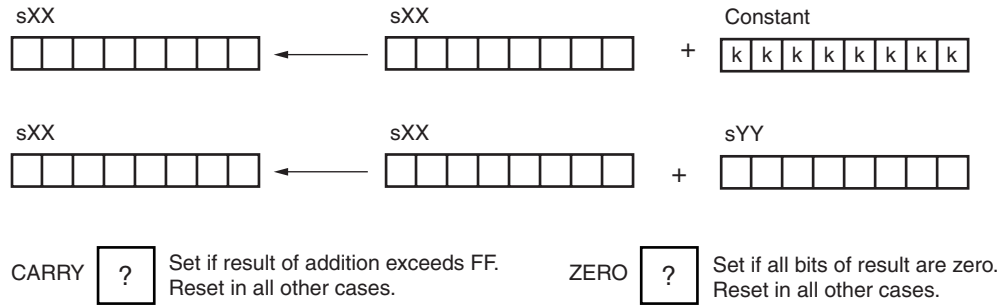 sXX sXX Constant
+ k k k k k k k k
sXX sXX sYY
+
CARRY ? Set if result of addition exceeds FF.
Reset in all other cases.
ZERO ? Set if all bits of result are zero.
Reset in all other cases.